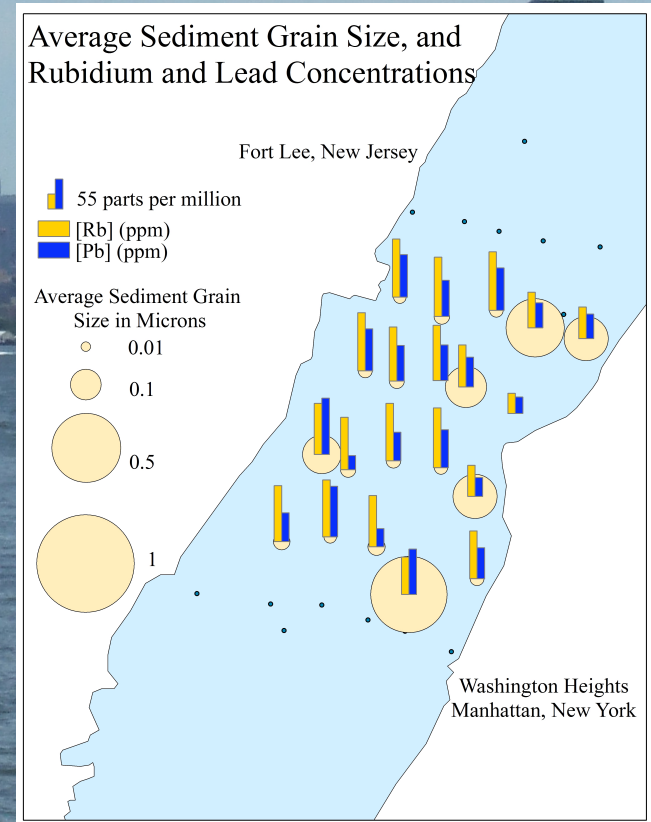 Average Sediment Grain Size, and
Rubidium and Lead Concentrations
Fort Lee, New Jersey
55 parts per million
[Rb] (ppm)
[Pb] (ppm)
Average Sediment Grain
Size in Microns
0.01
0.1
0.5
1
Washington Heights
Manhattan, New York